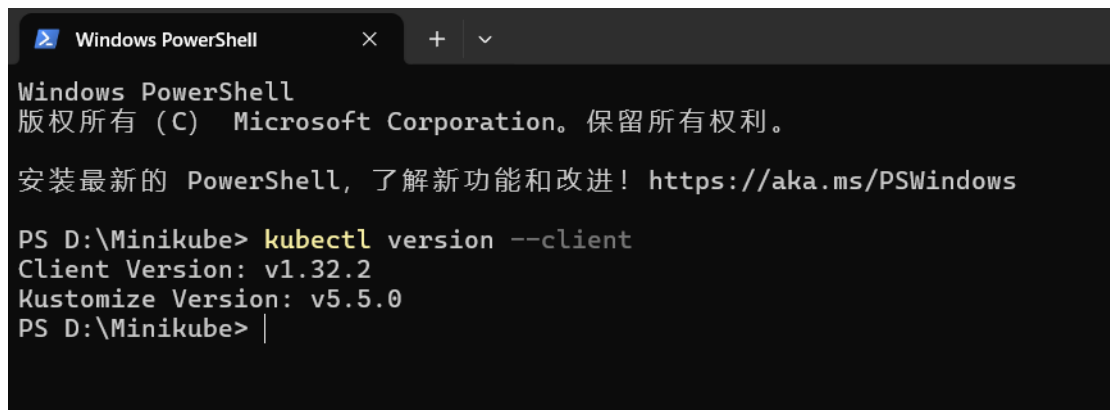 Windows PowerShell
Windows PowerShell
版权所有 (C)  Microsoft Corporation。保留所有权利。
安装最新的 PowerShell，了解新功能和改进！https://aka.ms/PSWindows
PS D:\Minikube> kubectl version --client
Client Version: v1.32.2
Kustomize Version: v5.5.0
PS D:\Minikube>